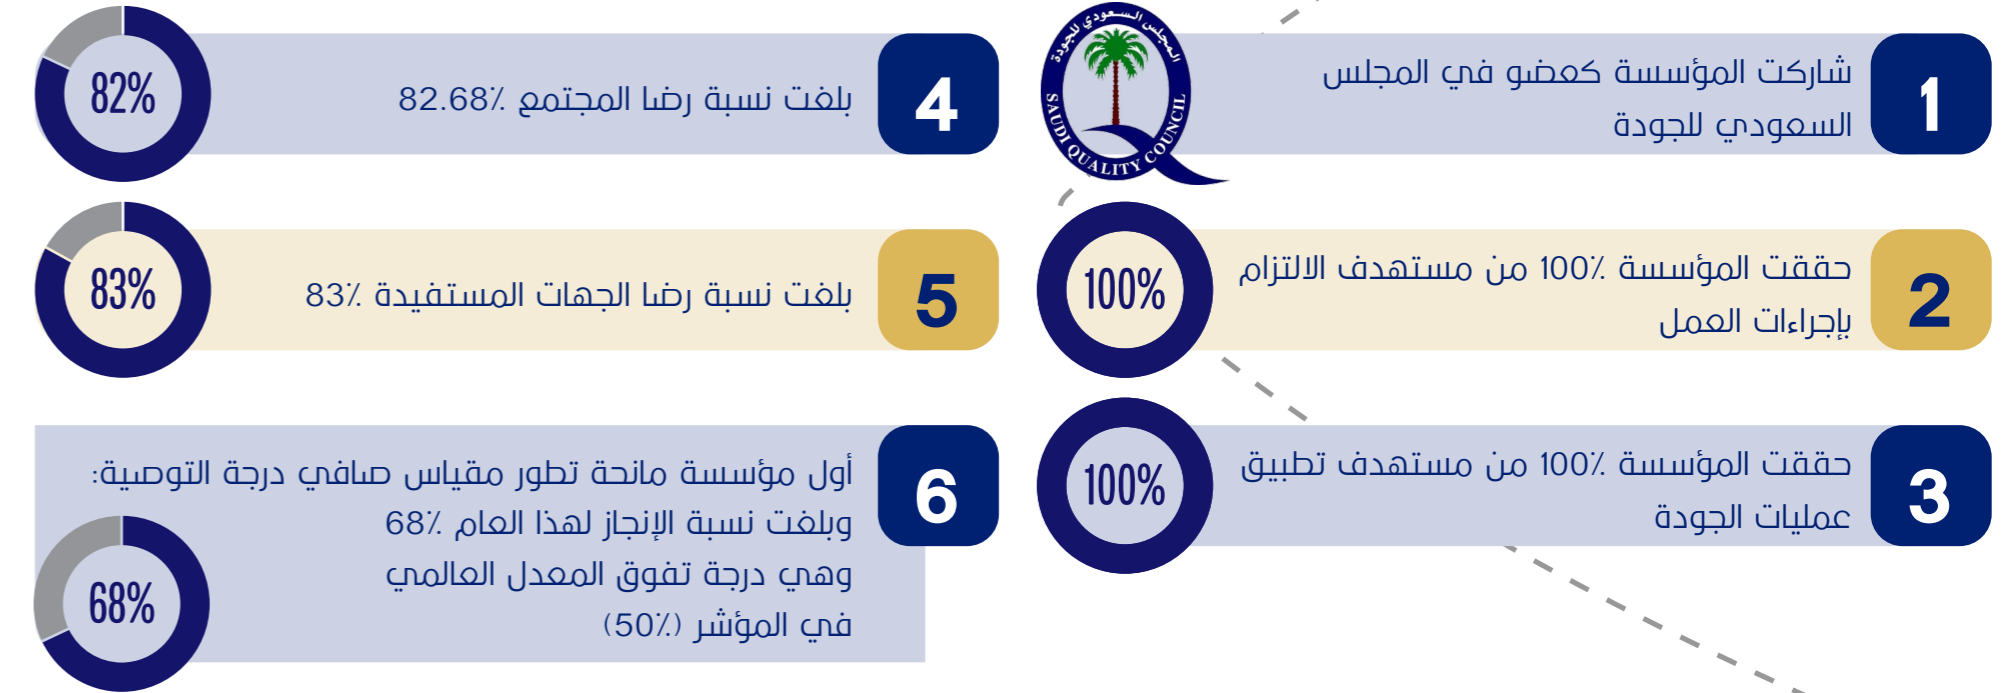 1
شاركت المؤسسة كعضو في المجلس
السعودي للجودة
المجلس السعودي للجودة
SAUDI QUALITY COUNCIL
2
حققت المؤسسة 100٪ من مستهدف الالتزام
بإجراءات العمل
100%
3
حققت المؤسسة 100٪ من مستهدف تطبيق
عمليات الجودة
100%
4
بلغت نسبة رضا المجتمع 82.68٪
82%
5
بلغت نسبة رضا الجهات المستفيدة 83٪
83%
6
أول مؤسسة مانحة تطور مقياس صافي درجة التوصية:
وبلغت نسبة الإنجاز لهذا العام 68٪
وهي درجة تفوق المعدل العالمي
في المؤشر (50٪)
68%